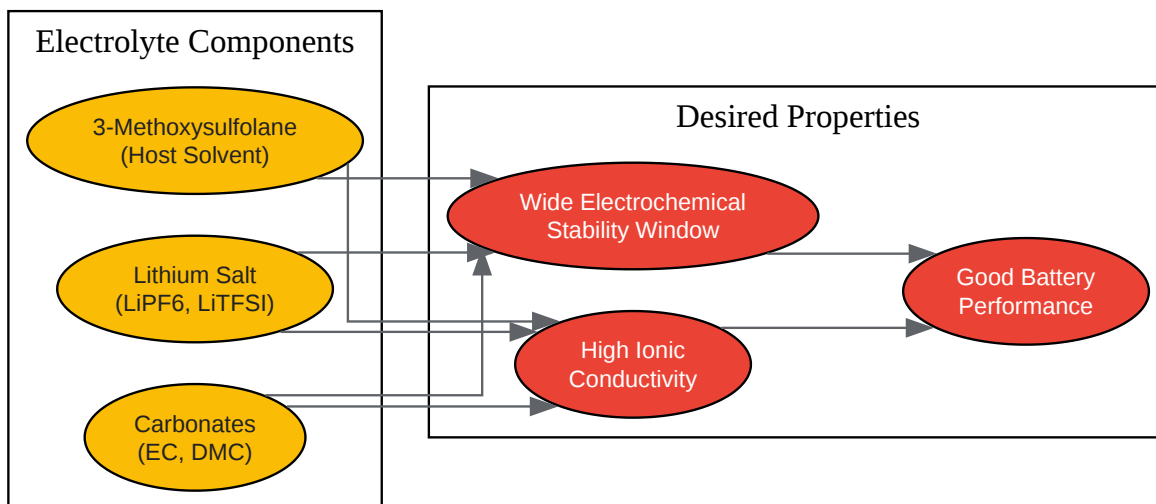 Electrolyte Components
3-Methoxysulfolane
(Host Solvent)
Lithium Salt
(LiPF6, LiTFSI)
Carbonates
(EC, DMC)
Desired Properties
Wide Electrochemical
Stability Window
High Ionic
Conductivity
Good Battery
Performance